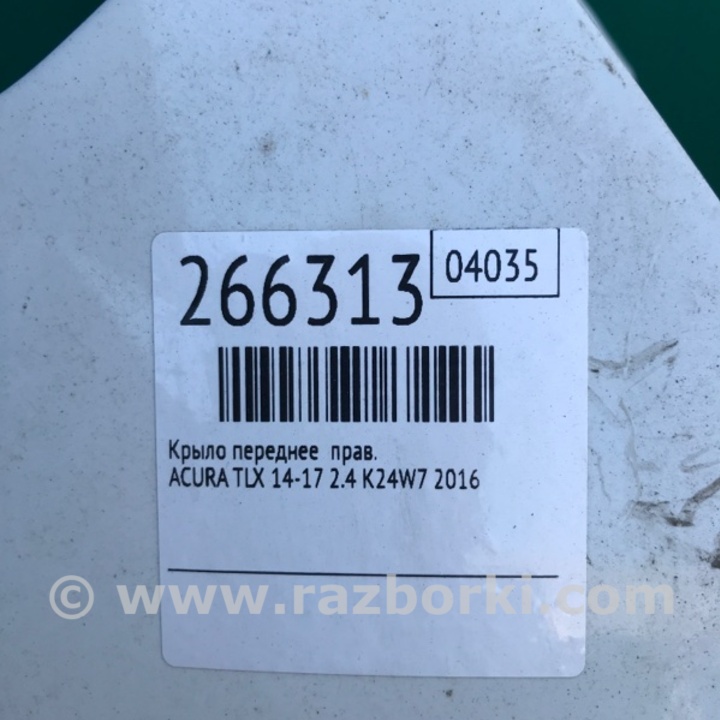 266313
04035
Крыло переднее прав.
ACURA TLX 14-17 2.4 K24W7 2016
© www.razborki.com